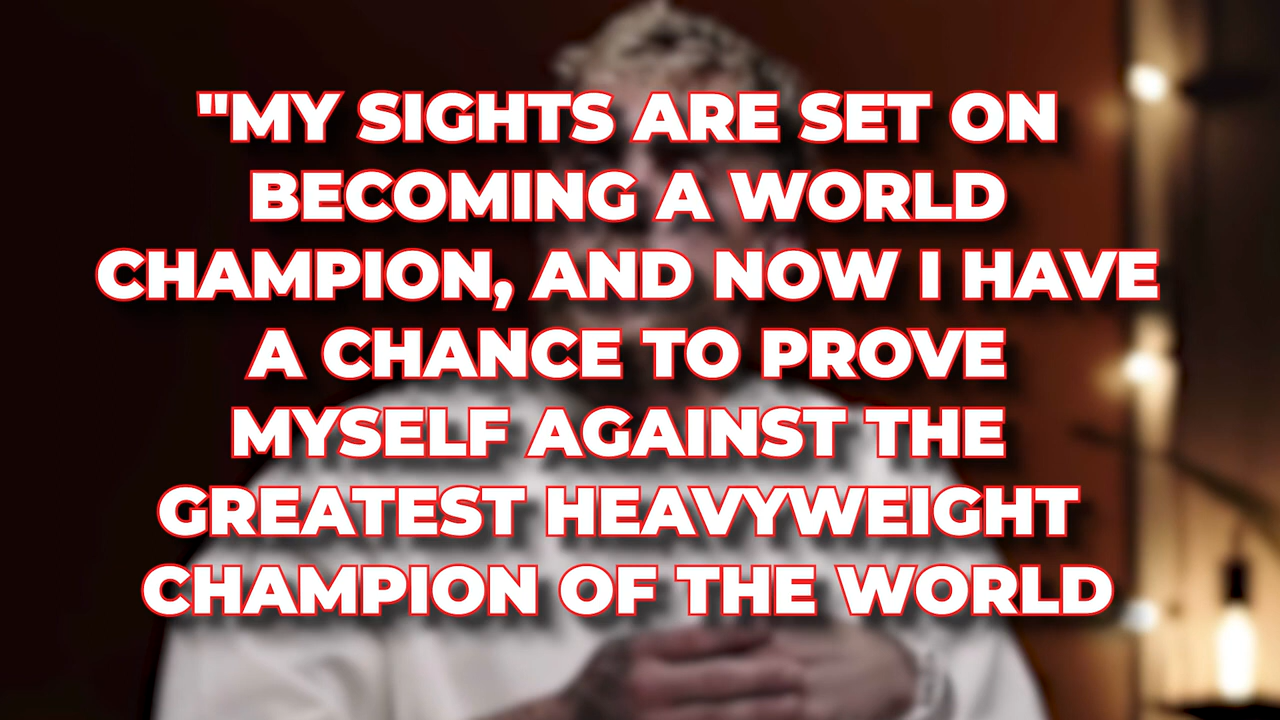 "MY SIGHTS ARE SET ON
BECOMING A WORLD
CHAMPION, AND NOW I HAVE
A CHANCE TO PROVE
MYSELF AGAINST THE
GREATEST HEAVYWEIGHT
CHAMPION OF THE WORLD